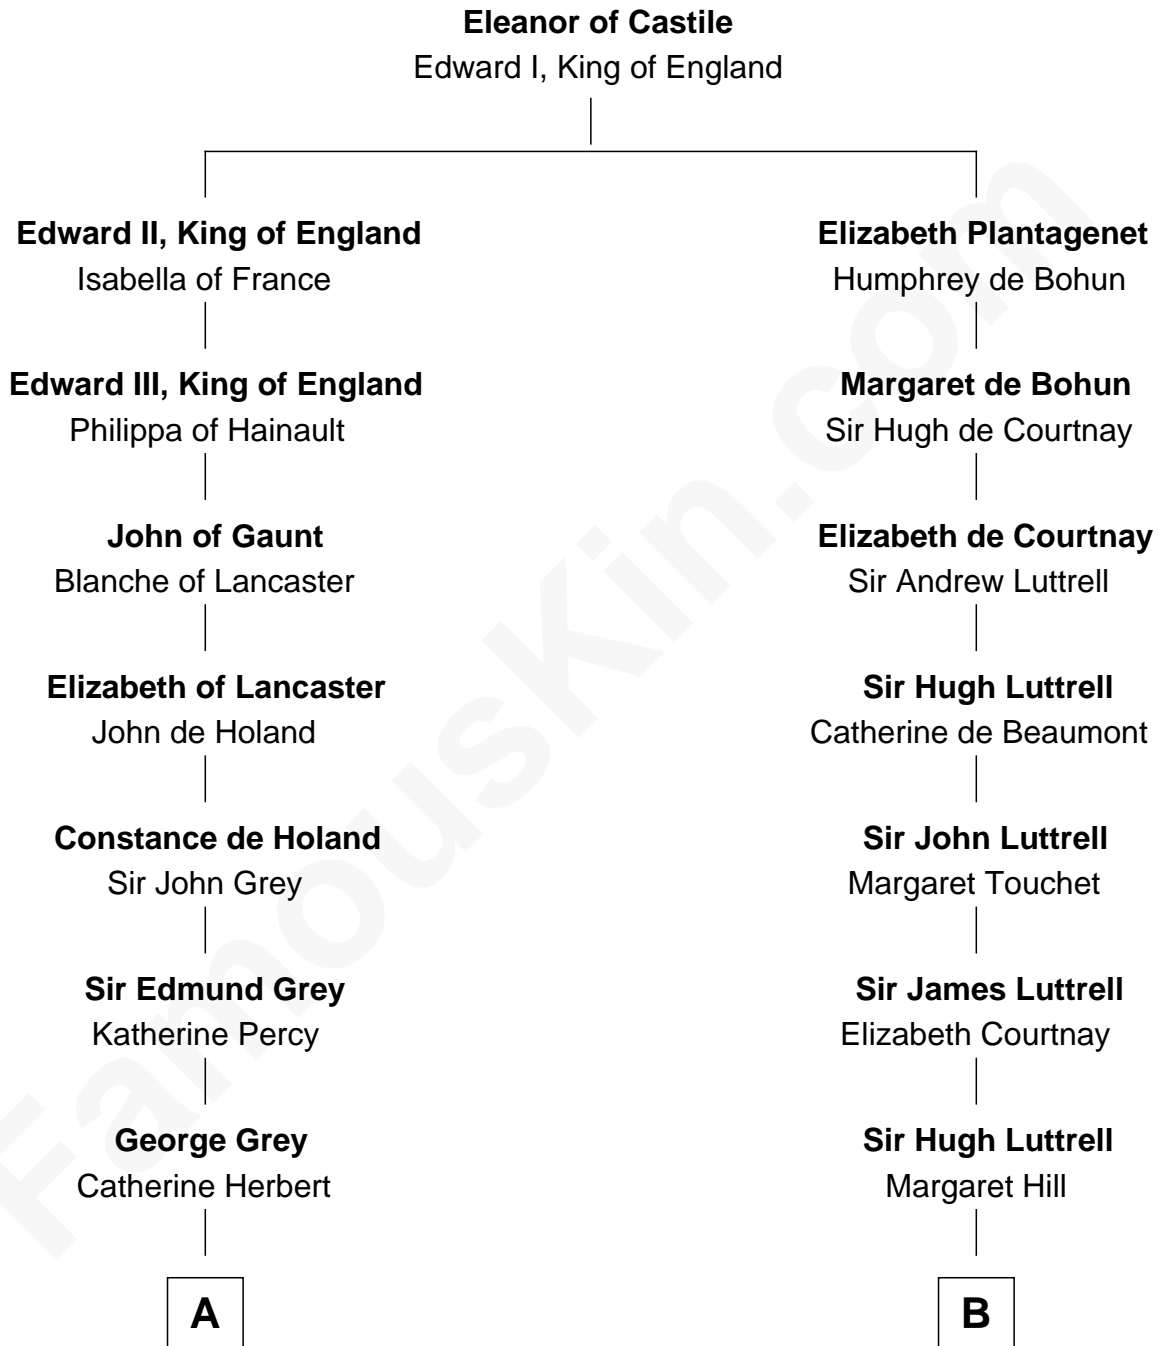 Eleanor of Castile
Edward I, King of England
Edward II, King of England
Isabella of France
Edward III, King of England
Philippa of Hainault
John of Gaunt
Blanche of Lancaster
Elizabeth of Lancaster
John de Holand
Constance de Holand
Sir John Grey
Sir Edmund Grey
Katherine Percy
George Grey
Catherine Herbert
A
Elizabeth Plantagenet
Humphrey de Bohun
Margaret de Bohun
Sir Hugh de Courtnay
Elizabeth de Courtnay
Sir Andrew Luttrell
Sir Hugh Luttrell
Catherine de Beaumont
Sir John Luttrell
Margaret Touchet
Sir James Luttrell
Elizabeth Courtnay
Sir Hugh Luttrell
Margaret Hill
B
FamousKin.com